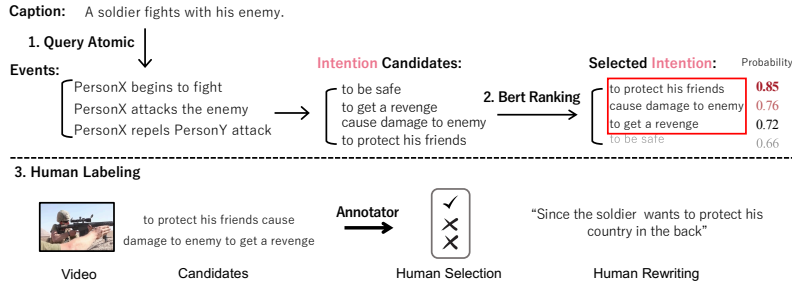 Caption: A soldier fights with his enemy.
1. Query Atomic
Events:
PersonX begins to fight
PersonX attacks the enemy
PersonX repels PersonY attack
Intention Candidates:
to be safe
to get a revenge
cause damage to enemy
to protect his friends
2. Bert Ranking
Selected Intention: Probability
to protect his friends 0.85
cause damage to enemy 0.76
to get a revenge 0.72
to be safe 0.66
3. Human Labeling
to protect his friends cause
damage to enemy to get a revenge
Annotator
"Since the soldier wants to protect his
country in the back"
Video Candidates Human Selection Human Rewriting